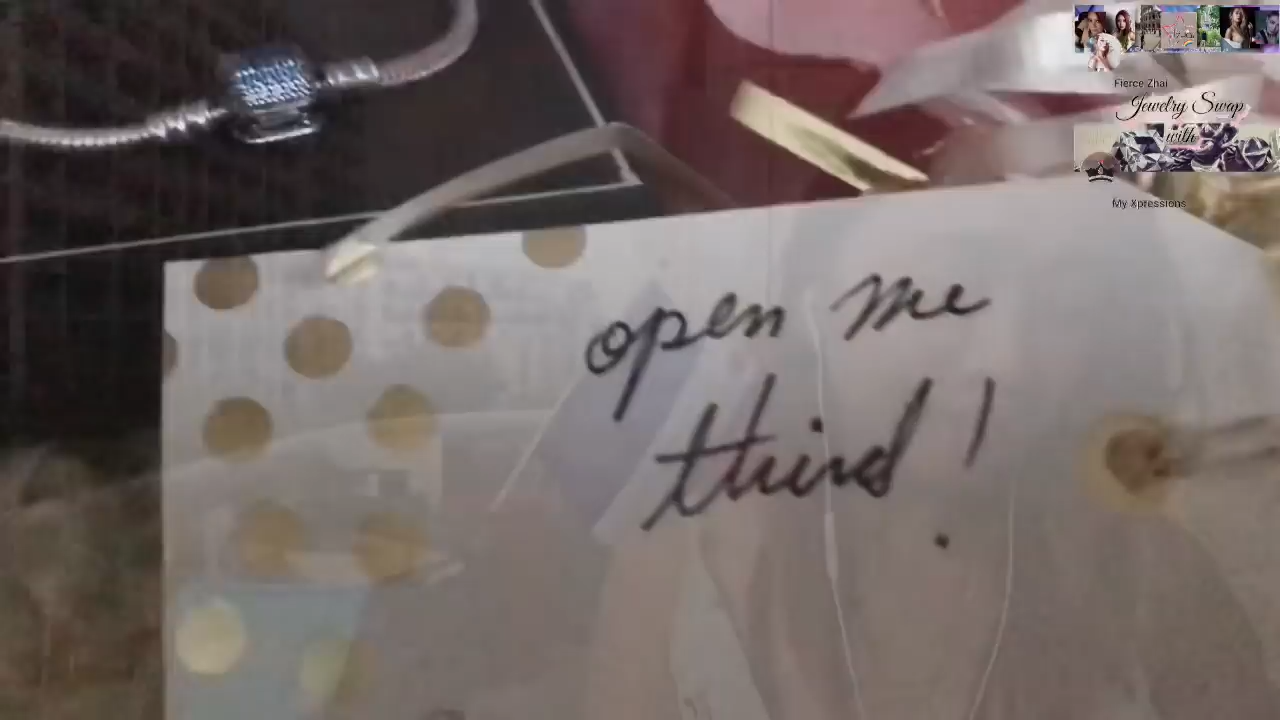 open me
third!
Fierce Zhai
Jewelry Swap
with
My Xpressions